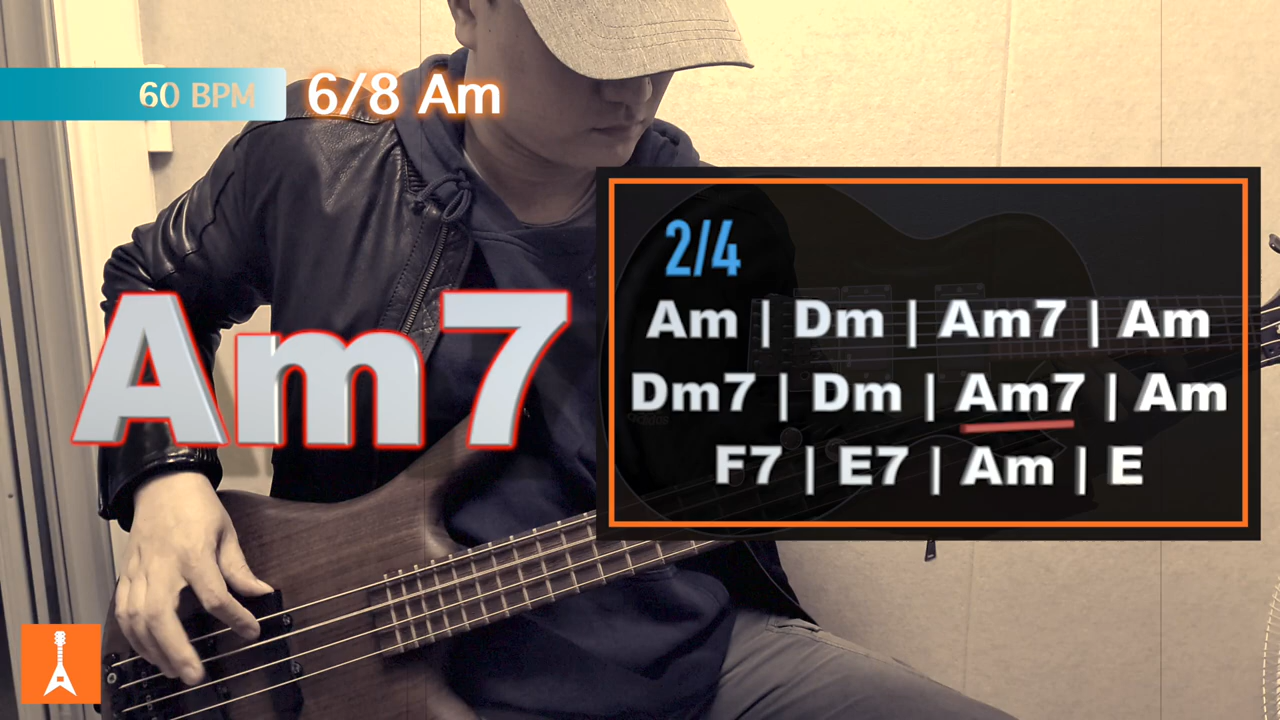 60 BPM 6/8 Am
Am7
2/4
Am | Dm | Am7 | Am
Dm7 | Dm | Am7 | Am
F7 | E7 | Am | E